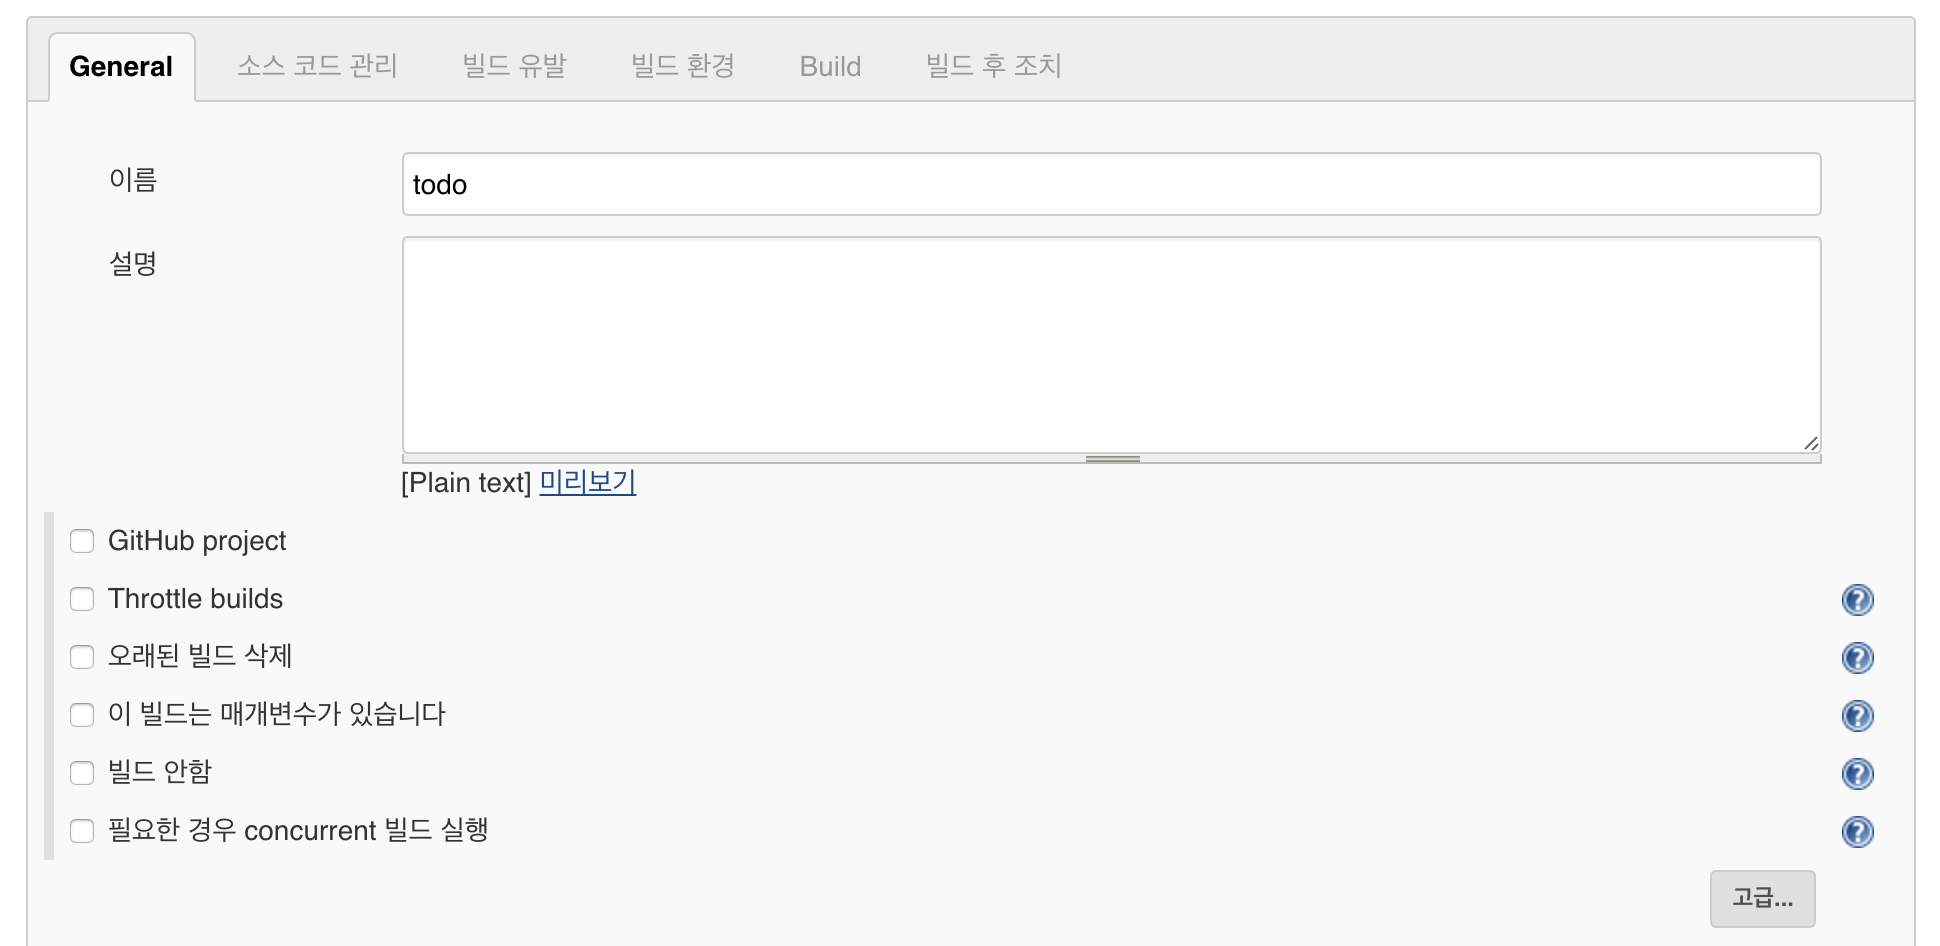 General 소스 코드 관리 빌드 유발 빌드 환경 Build 빌드 후 조치
이름 todo
설명
[Plain text] 미리보기
GitHub project
Throttle builds
오래된 빌드 삭제
이 빌드는 매개변수가 있습니다
빌드 안함
필요한 경우 concurrent 빌드 실행
고급...